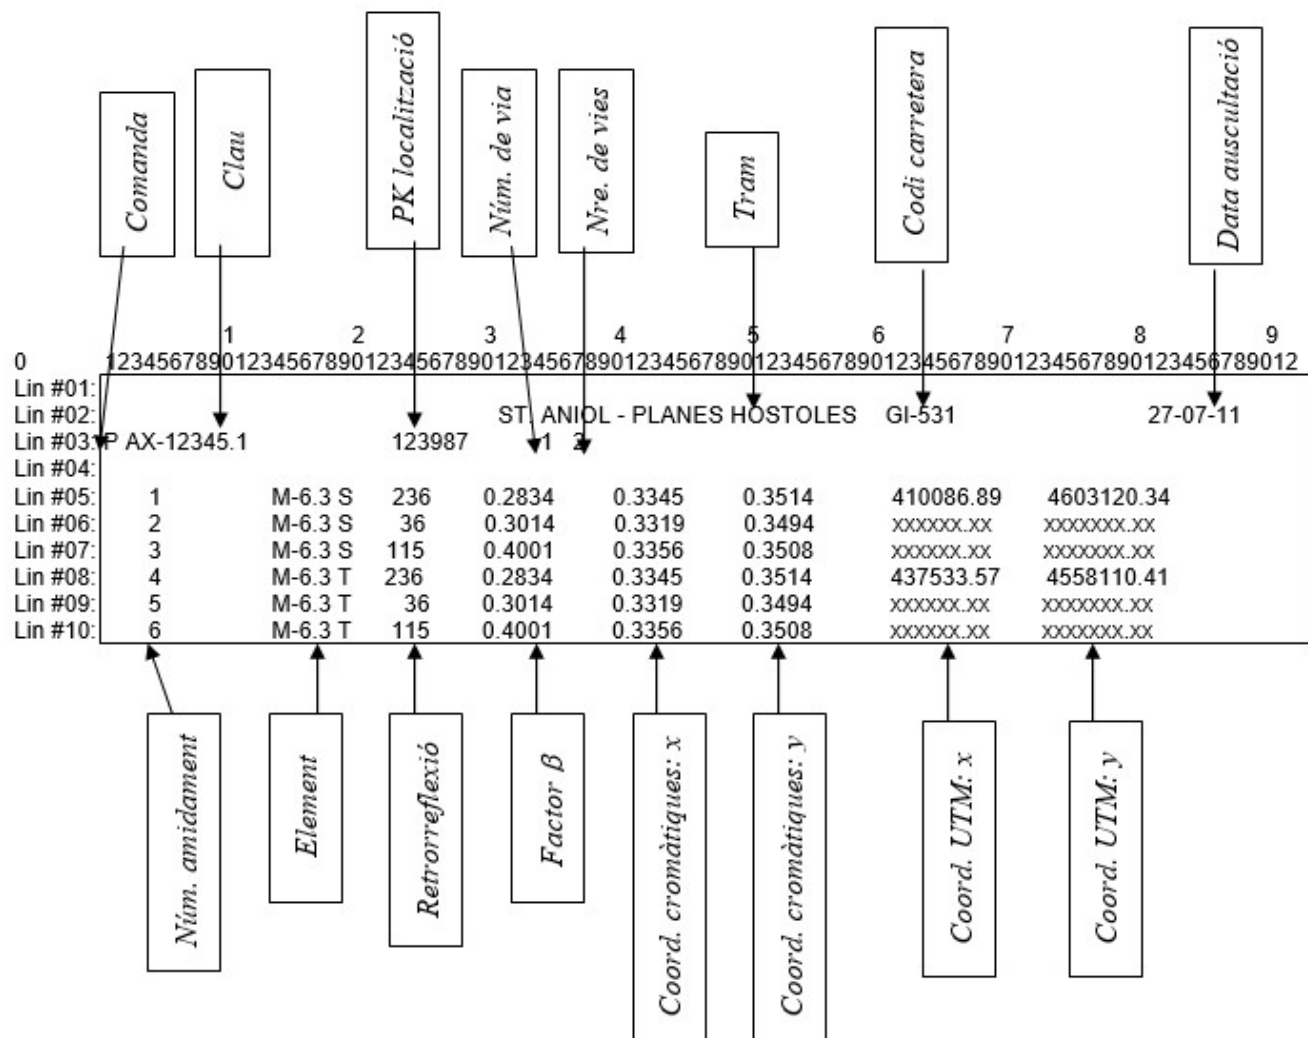 Comanda
Clau
PK localització
Núm. de via
Nre. de vies
Tram
Codi carretera
Data auscultació
1 2 3 4 5 6 7 8 9
0 12345678901234567890123456789012345678901234567890123456789012345678901234567890123456789012
Lin #01:
Lin #02: ST. ANIOL - PLANES HOSTOLES GI-531 27-07-11
Lin #03: P AX-12345.1 123987 1 2
Lin #04:
Lin #05: 1 M-6.3 S 236 0.2834 0.3345 0.3514 410086.89 4603120.34
Lin #06: 2 M-6.3 S 36 0.3014 0.3319 0.3494 xxxxxx.xx xxxxxxx.xx
Lin #07: 3 M-6.3 S 115 0.4001 0.3356 0.3508 xxxxxx.xx xxxxxxx.xx
Lin #08: 4 M-6.3 T 236 0.2834 0.3345 0.3514 437533.57 4558110.41
Lin #09: 5 M-6.3 T 36 0.3014 0.3319 0.3494 xxxxxx.xx xxxxxxx.xx
Lin #10: 6 M-6.3 T 115 0.4001 0.3356 0.3508 xxxxxx.xx xxxxxxx.xx
Núm. amidament
Element
Retrorreflexió
Factor β
Coord. cromàtiques: x
Coord. cromàtiques: y
Coord. UTM: x
Coord. UTM: y